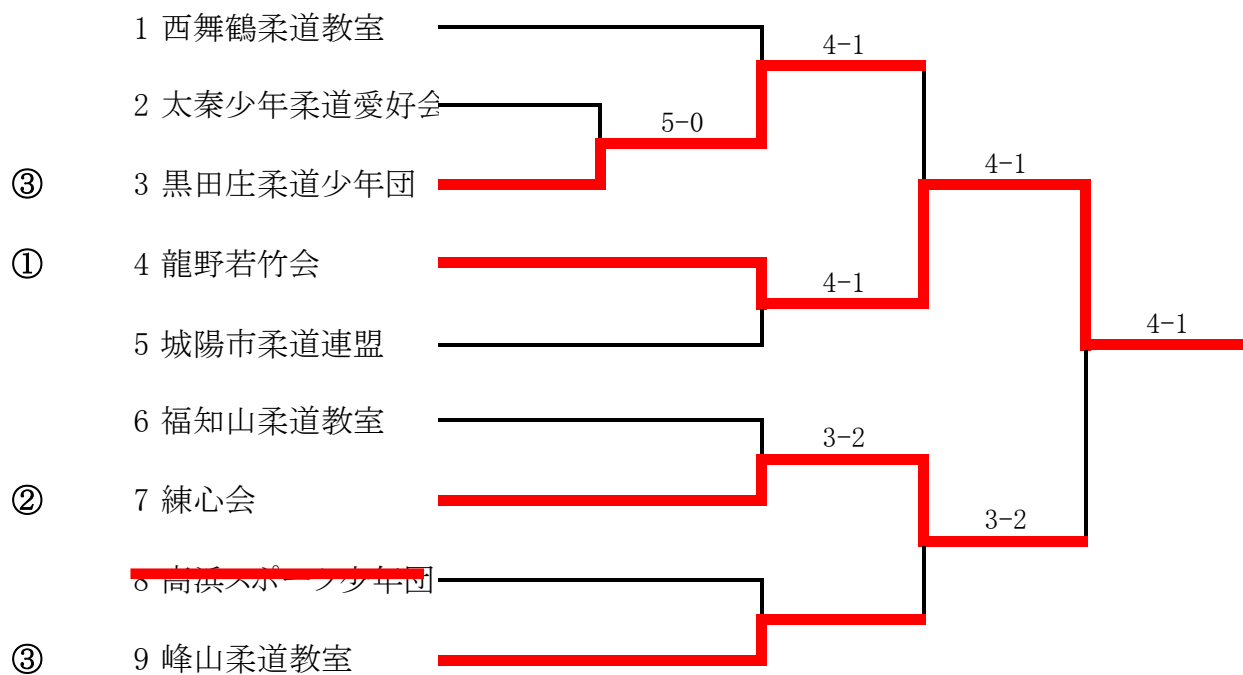 1 西舞鶴柔道教室
4-1
2 太秦少年柔道愛好会
5-0
③ 3 黒田庄柔道少年団
4-1
① 4 龍野若竹会
4-1
5 城陽市柔道連盟
4-1
6 福知山柔道教室
3-2
② 7 練心会
3-2
8 高浜スポーツ少年団
③ 9 峰山柔道教室